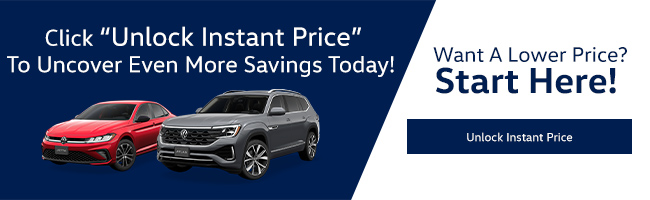 Click “Unlock Instant Price”
To Uncover Even More Savings Today!
Want A Lower Price?
Start Here!
Unlock Instant Price